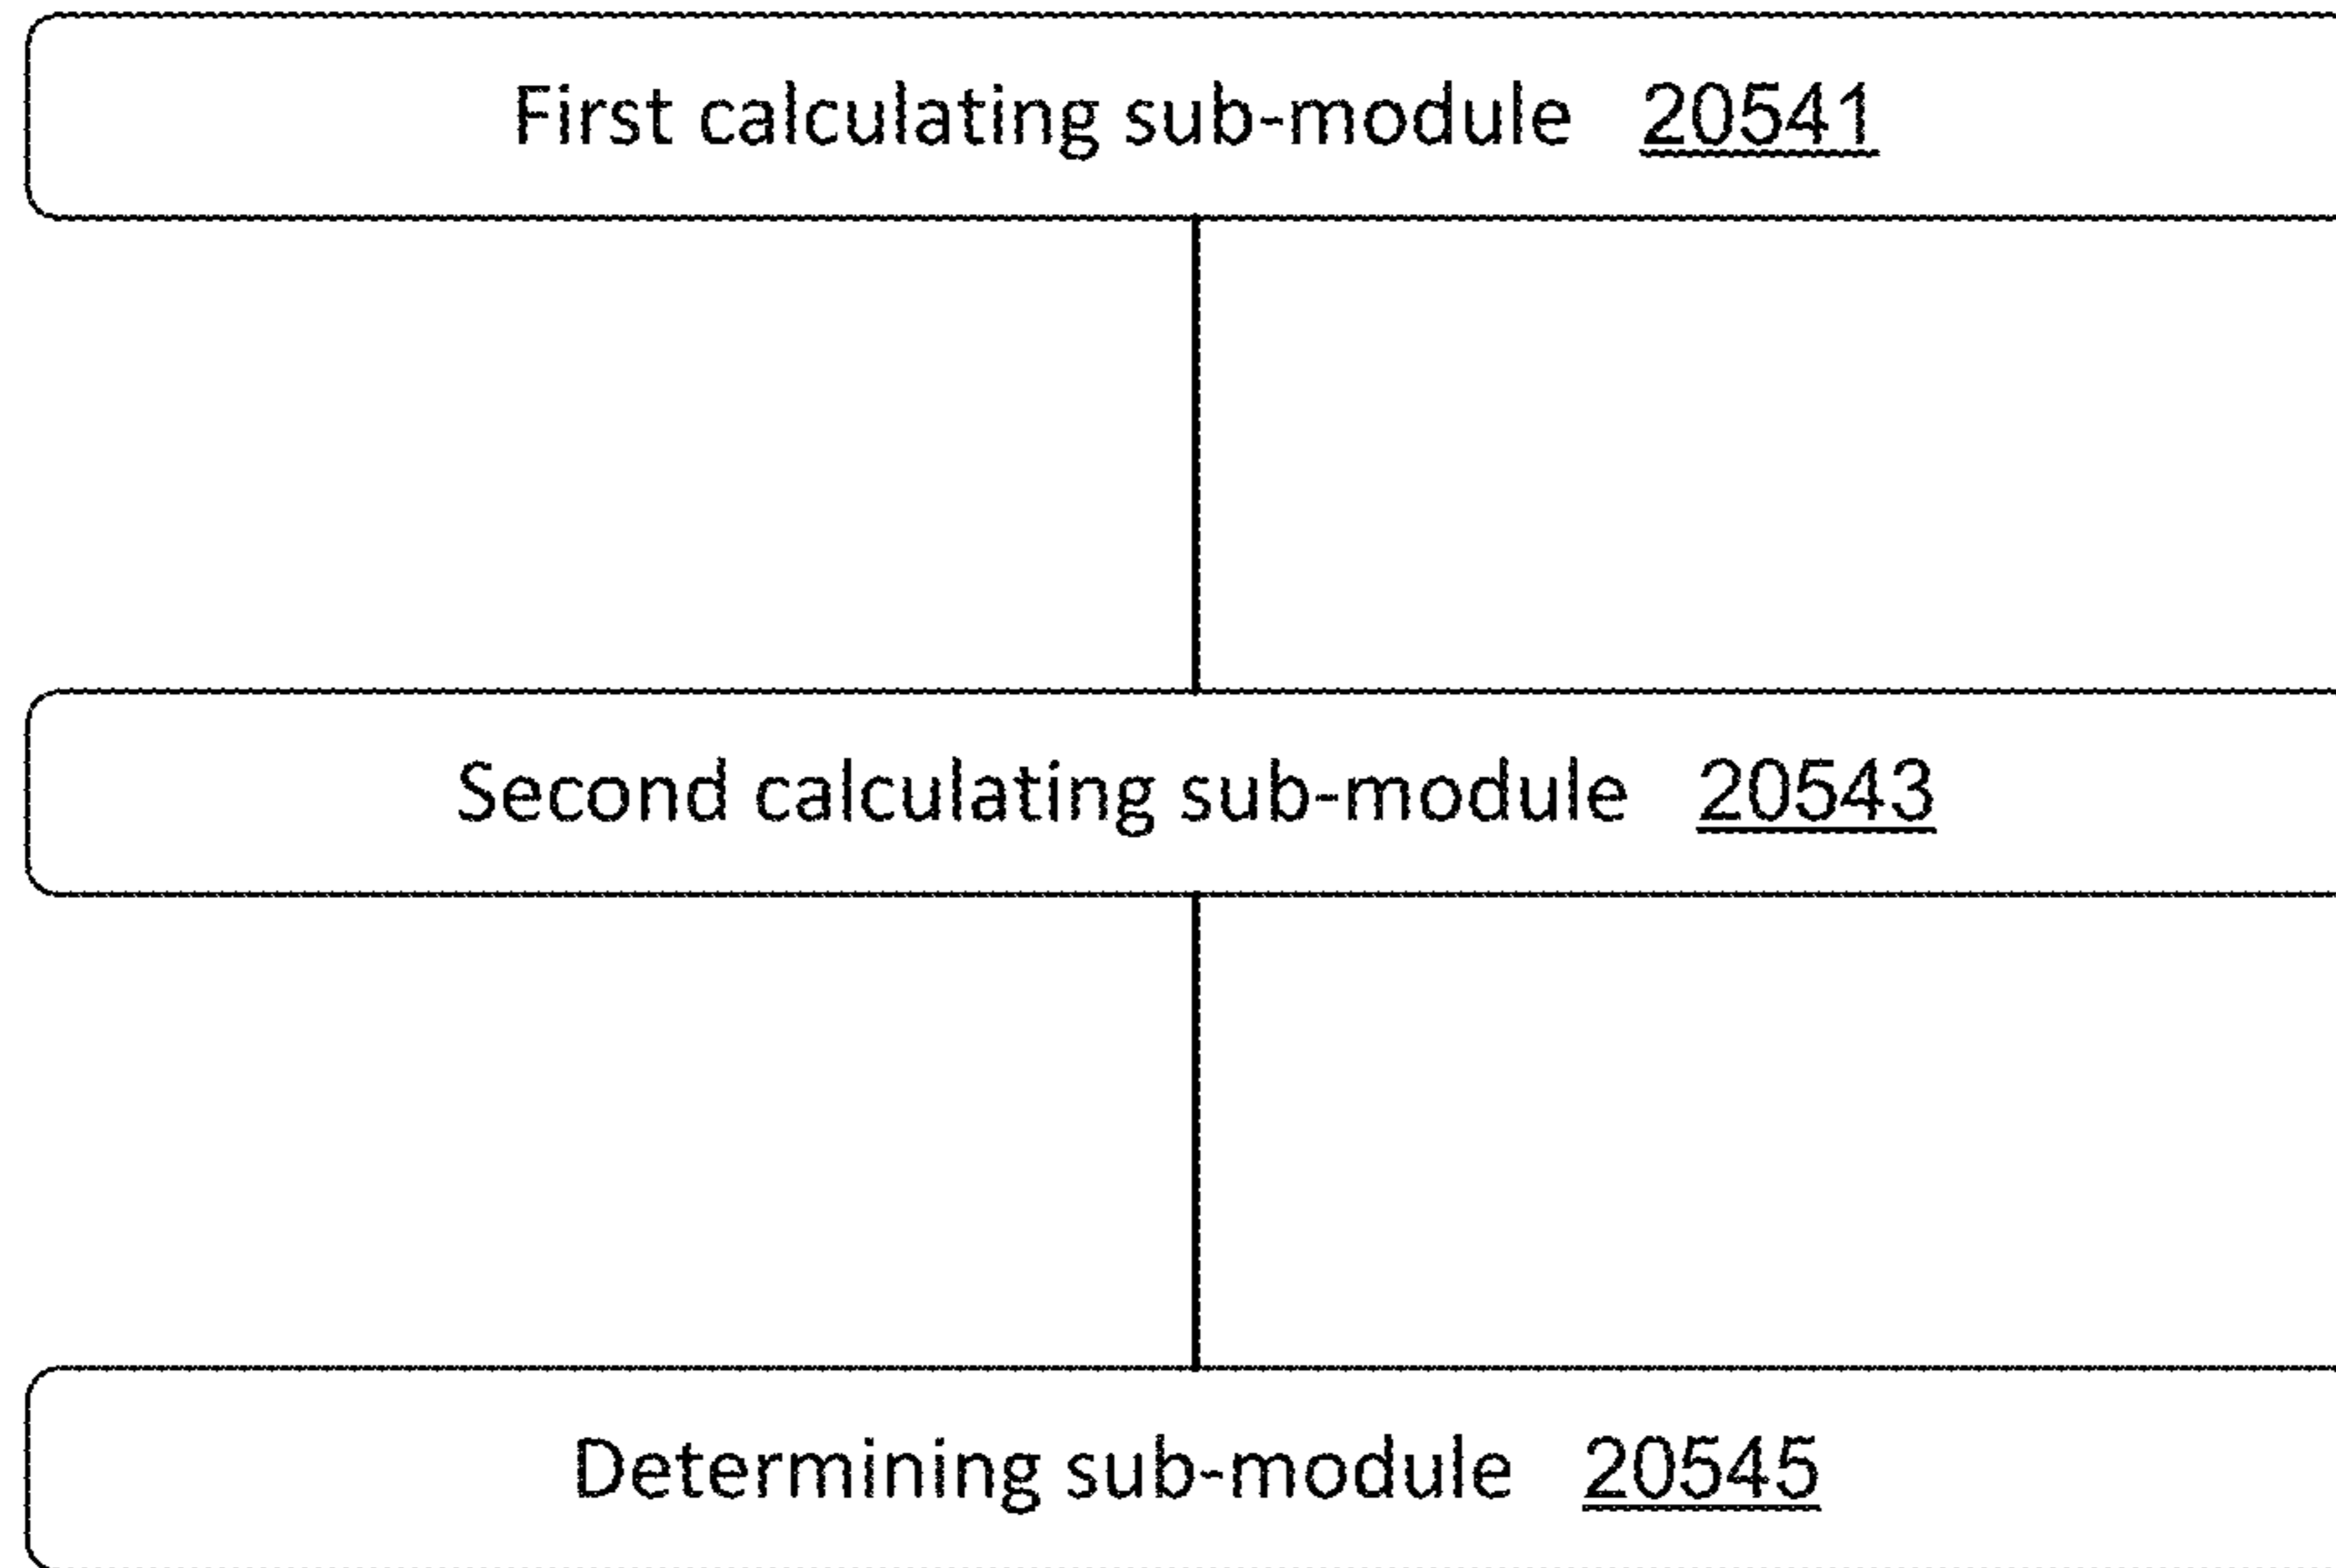 First calculating sub-module 20541
Second calculating sub-module 20543
Determining sub-module 20545